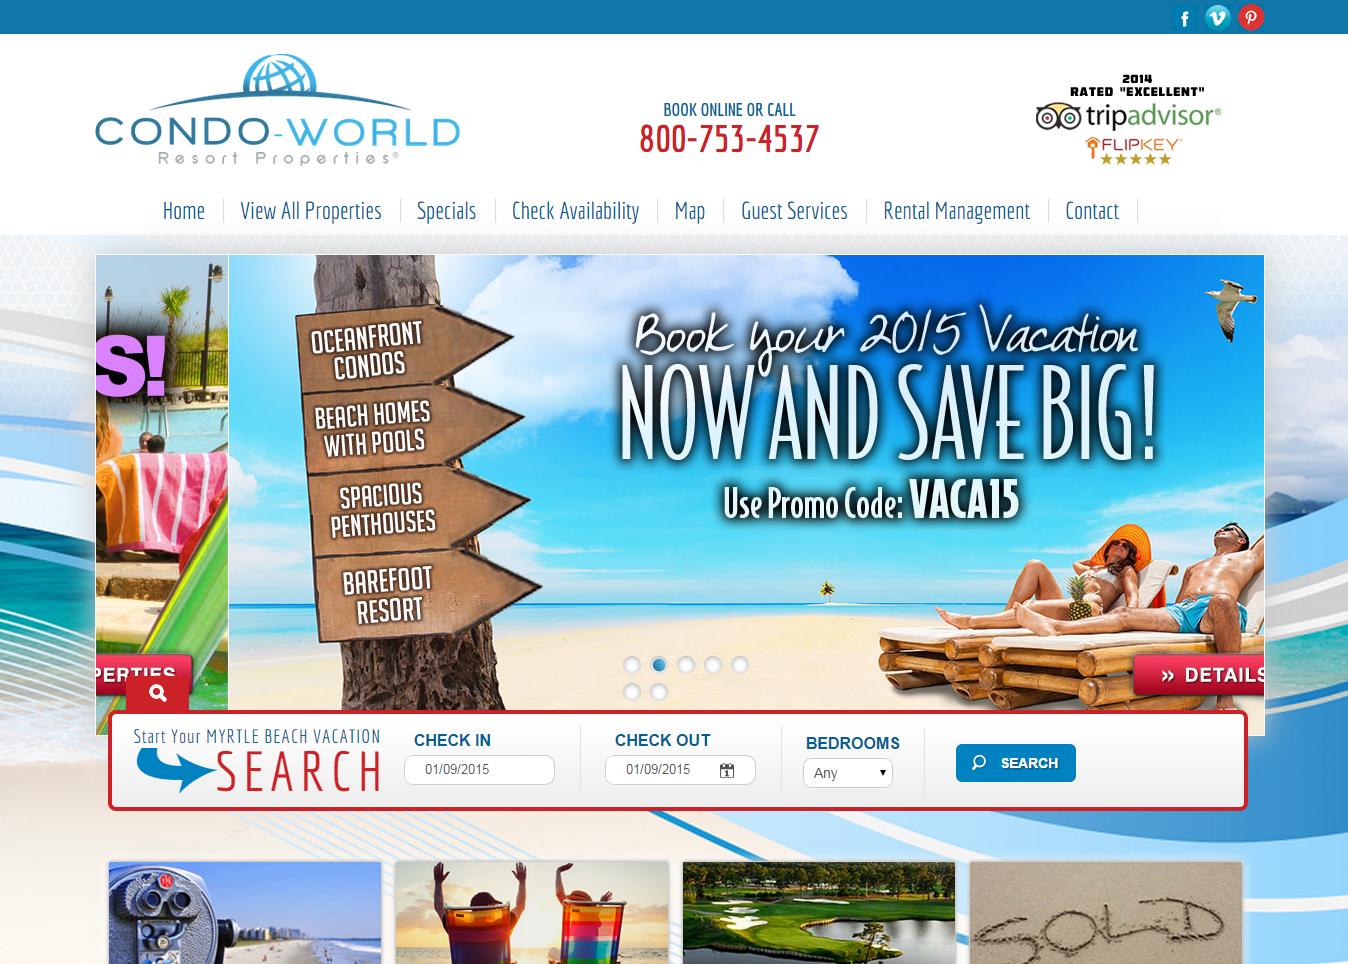 CONDO-WORLD
Resort Properties®
BOOK ONLINE OR CALL
800-753-4537
2014
RATED "EXCELLENT"
tripadvisor®
FLIPKEY
Home
View All Properties
Specials
Check Availability
Map
Guest Services
Rental Management
Contact
S!
PERTIES
OCEANFRONT
CONDOS
BEACH HOMES
WITH POOLS
SPACIOUS
PENTHOUSES
BAREFOOT
RESORT
Book your 2015 Vacation
NOW AND SAVE BIG!
Use Promo Code: VACA15
» DETAILS
Start Your MYRTLE BEACH VACATION
SEARCH
CHECK IN
01/09/2015
CHECK OUT
01/09/2015
BEDROOMS
Any
SEARCH
SOLD